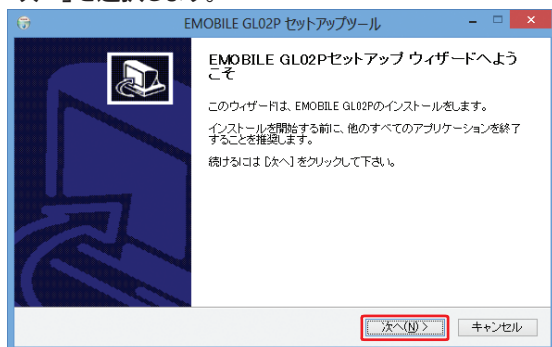 ]を選択します。
EMOBILE GL02P セットアップツール
EMOBILE GL02Pセットアップ ウィザードへよう
こそ
このウィザードは、EMOBILE GL02Pのインストールをします。
インストールを開始する前に、他のすべてのアプリケーションを終了
することを推奨します。
続けるには [次へ] をクリックして下さい。
次へ(N) >
キャンセル